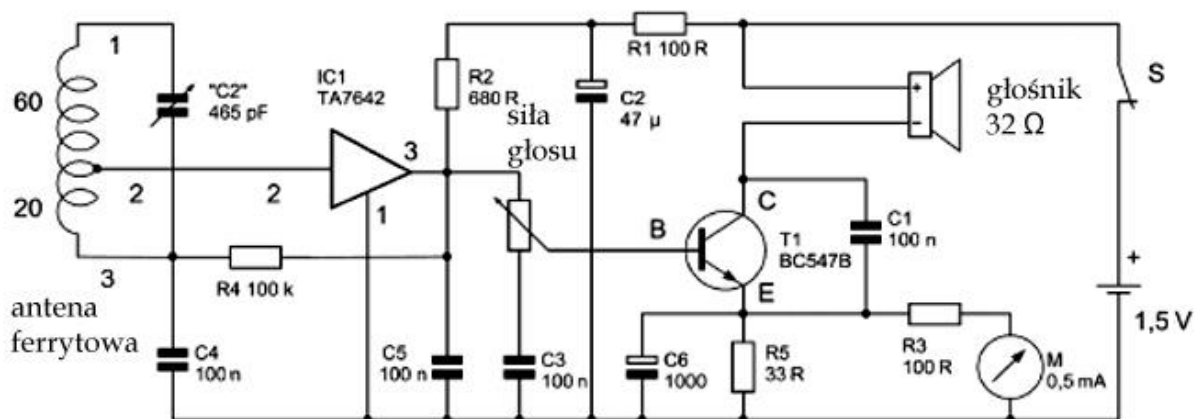 1
60
"C2"
465 pF
20
2
2
3
antena
ferrytowa
R4 100 k
C4
100 n
IC1
TA7642
3
1
R2
680 R
siła
głosu
C5
100 n
C3
100 n
C2
47 µ
R1 100 R
+
−
głośnik
32 Ω
S
B
C
E
T1
BC547B
C1
100 n
C6
1000
R5
33 R
R3
100 R
M
0,5 mA
+
1,5 V